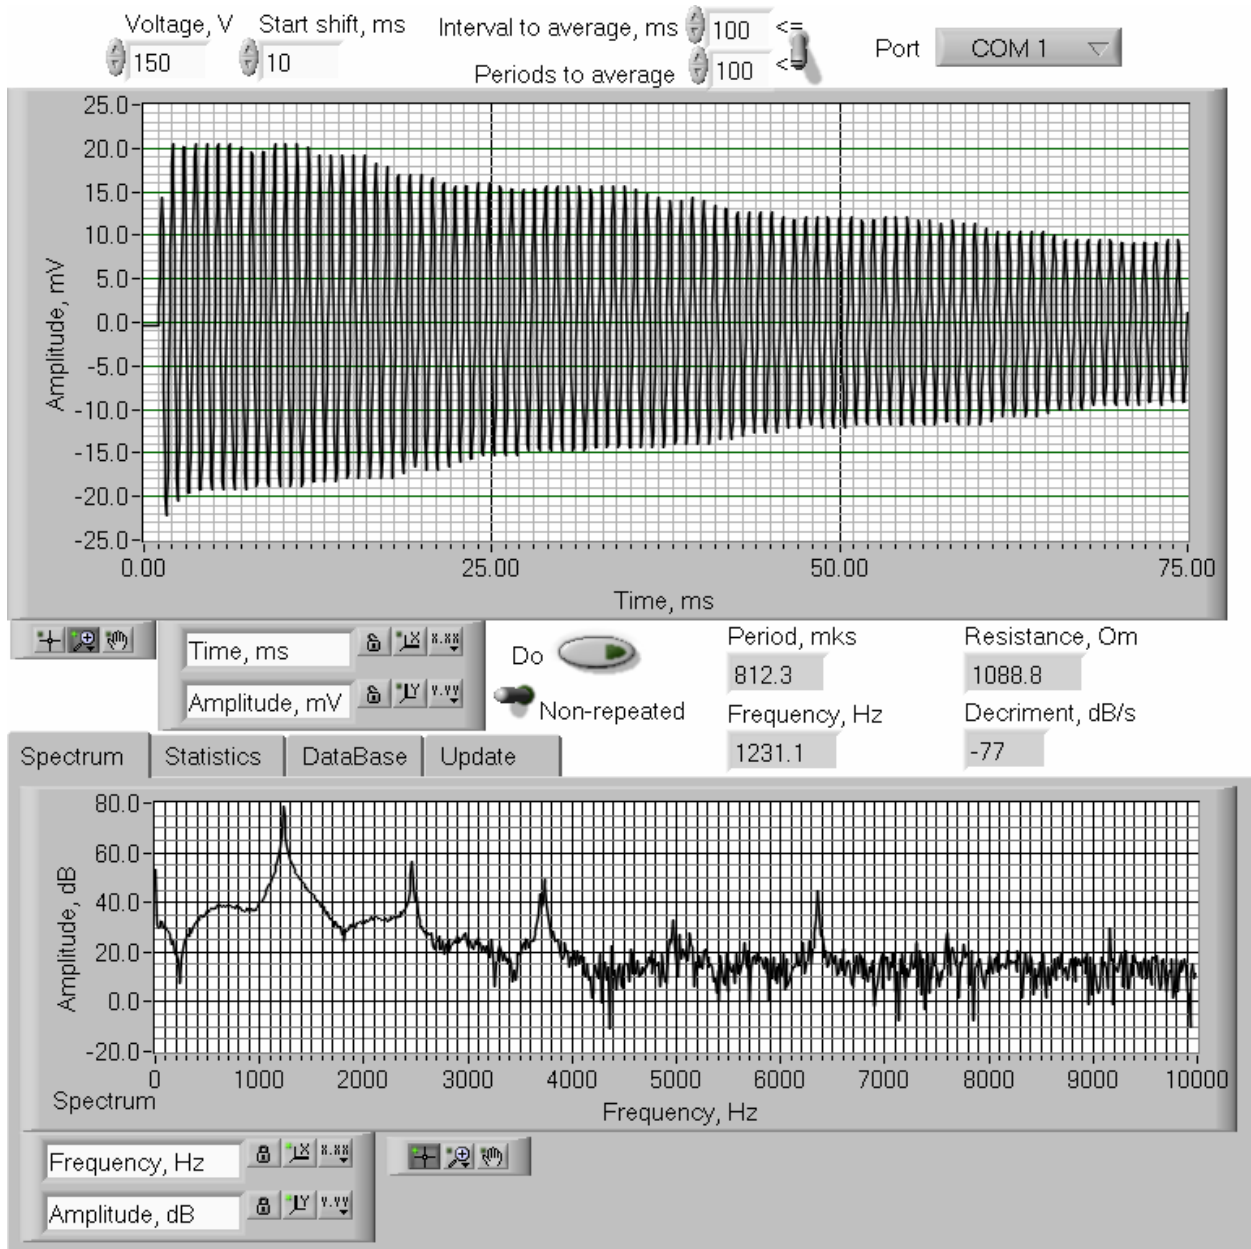 Voltage, V Start shift, ms Interval to average, ms 100 <=
150 10 Periods to average 100 <=
Port COM 1
25.0
20.0
15.0
10.0
5.0
0.0
-5.0
-10.0
-15.0
-20.0
-25.0
Amplitude, mV
0.00 25.00 50.00 75.00
Time, ms
Time, ms X X.XX
Amplitude, mV Y Y.YY
Do
Non-repeated
Period, mks Resistance, Om
812.3 1088.8
Frequency, Hz Decriment, dB/s
1231.1 -77
Spectrum Statistics DataBase Update
80.0
60.0
40.0
20.0
0.0
-20.0
Amplitude, dB
0 1000 2000 3000 4000 5000 6000 7000 8000 9000 10000
Spectrum
Frequency, Hz
Frequency, Hz X X.XX
Amplitude, dB Y Y.YY